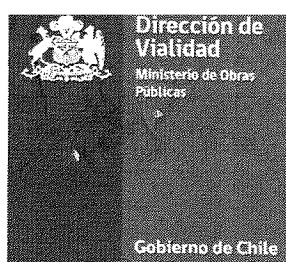 Dirección de
Vialidad
Ministerio de Obras
Públicas
Gobierno de Chile